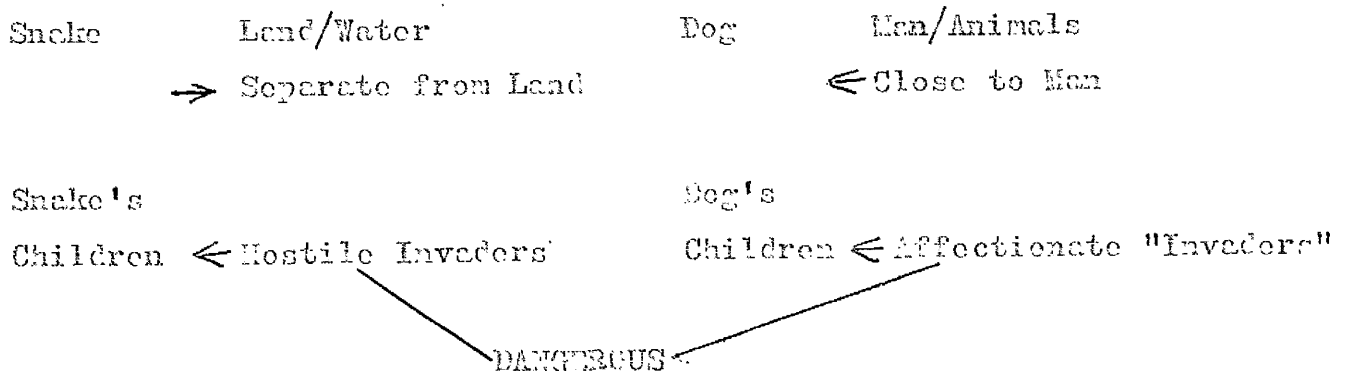 Snake Land/Water Dog Man/Animals
→ Separate from Land ← Close to Man
Snake's Dog's
Children ← Hostile Invaders Children ← Affectionate "Invaders"
DANGEROUS